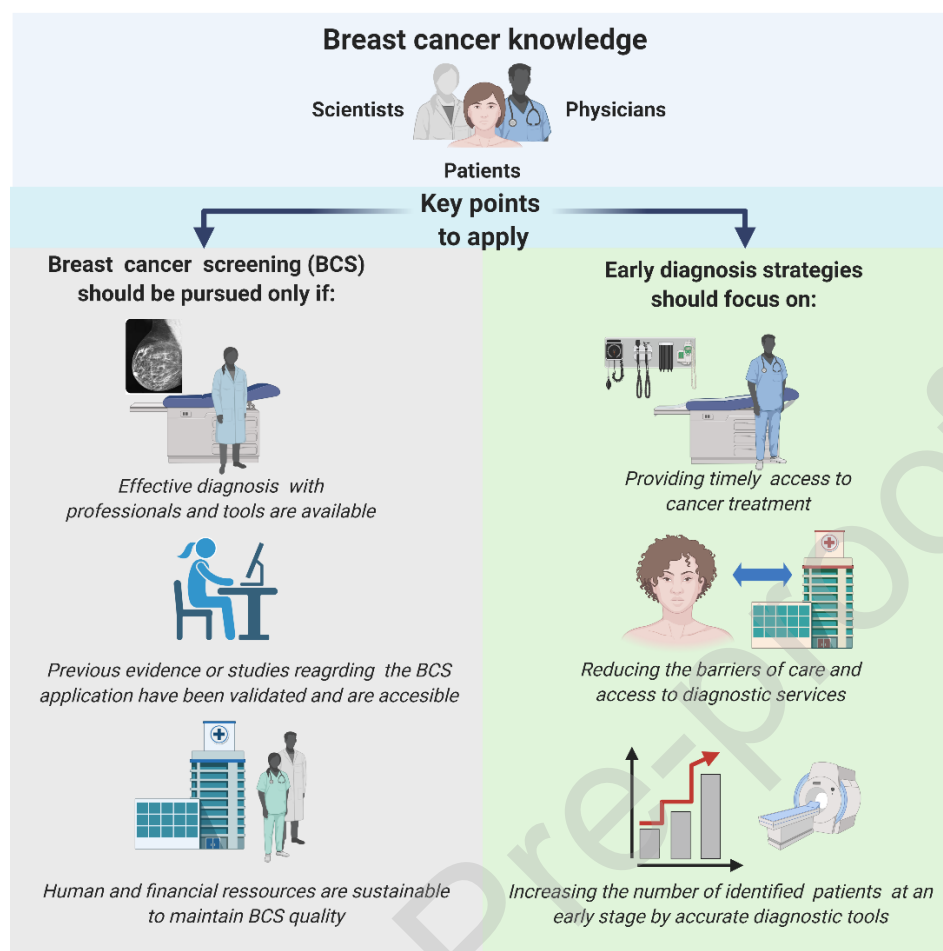 Breast cancer knowledge
Scientists
Physicians
Patients
Key points
to apply
Breast cancer screening (BCS)
should be pursued only if:
Effective diagnosis with
professionals and tools are available
Previous evidence or studies reagrding the BCS
application have been validated and are accesible
Human and financial ressources are sustainable
to maintain BCS quality
Early diagnosis strategies
should focus on:
Providing timely access to
cancer treatment
Reducing the barriers of care and
access to diagnostic services
Increasing the number of identified patients at an
early stage by accurate diagnostic tools
Pre-proof